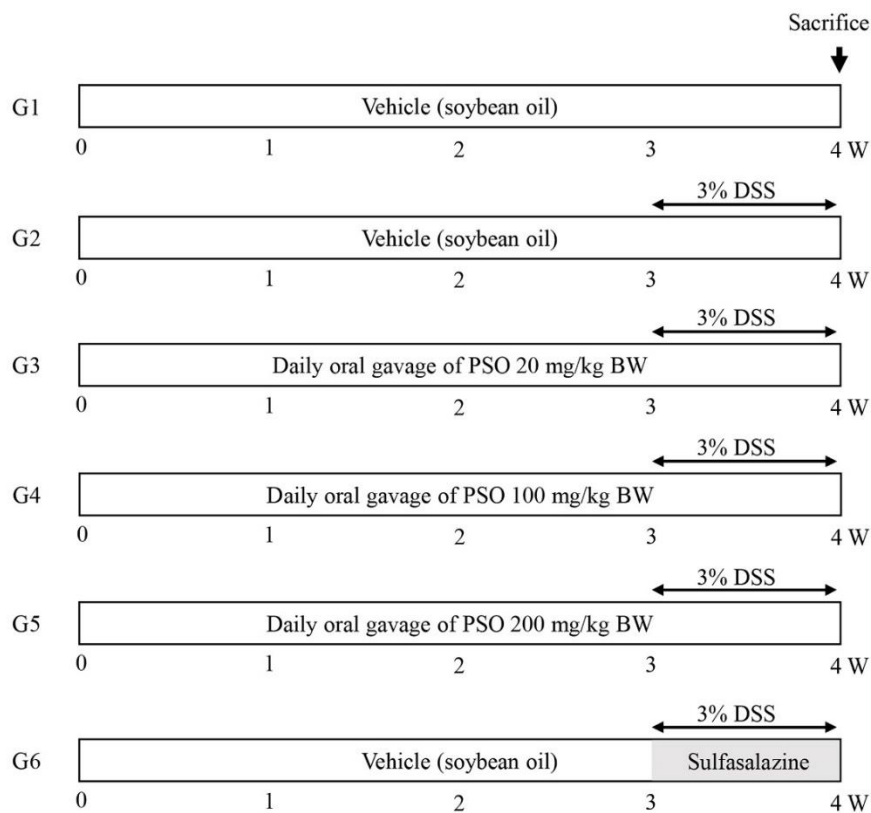 Sacrifice
G1 Vehicle (soybean oil)
0 1 2 3 4 W
3% DSS
G2 Vehicle (soybean oil)
0 1 2 3 4 W
3% DSS
G3 Daily oral gavage of PSO 20 mg/kg BW
0 1 2 3 4 W
3% DSS
G4 Daily oral gavage of PSO 100 mg/kg BW
0 1 2 3 4 W
3% DSS
G5 Daily oral gavage of PSO 200 mg/kg BW
0 1 2 3 4 W
3% DSS
G6 Vehicle (soybean oil) Sulfasalazine
0 1 2 3 4 W